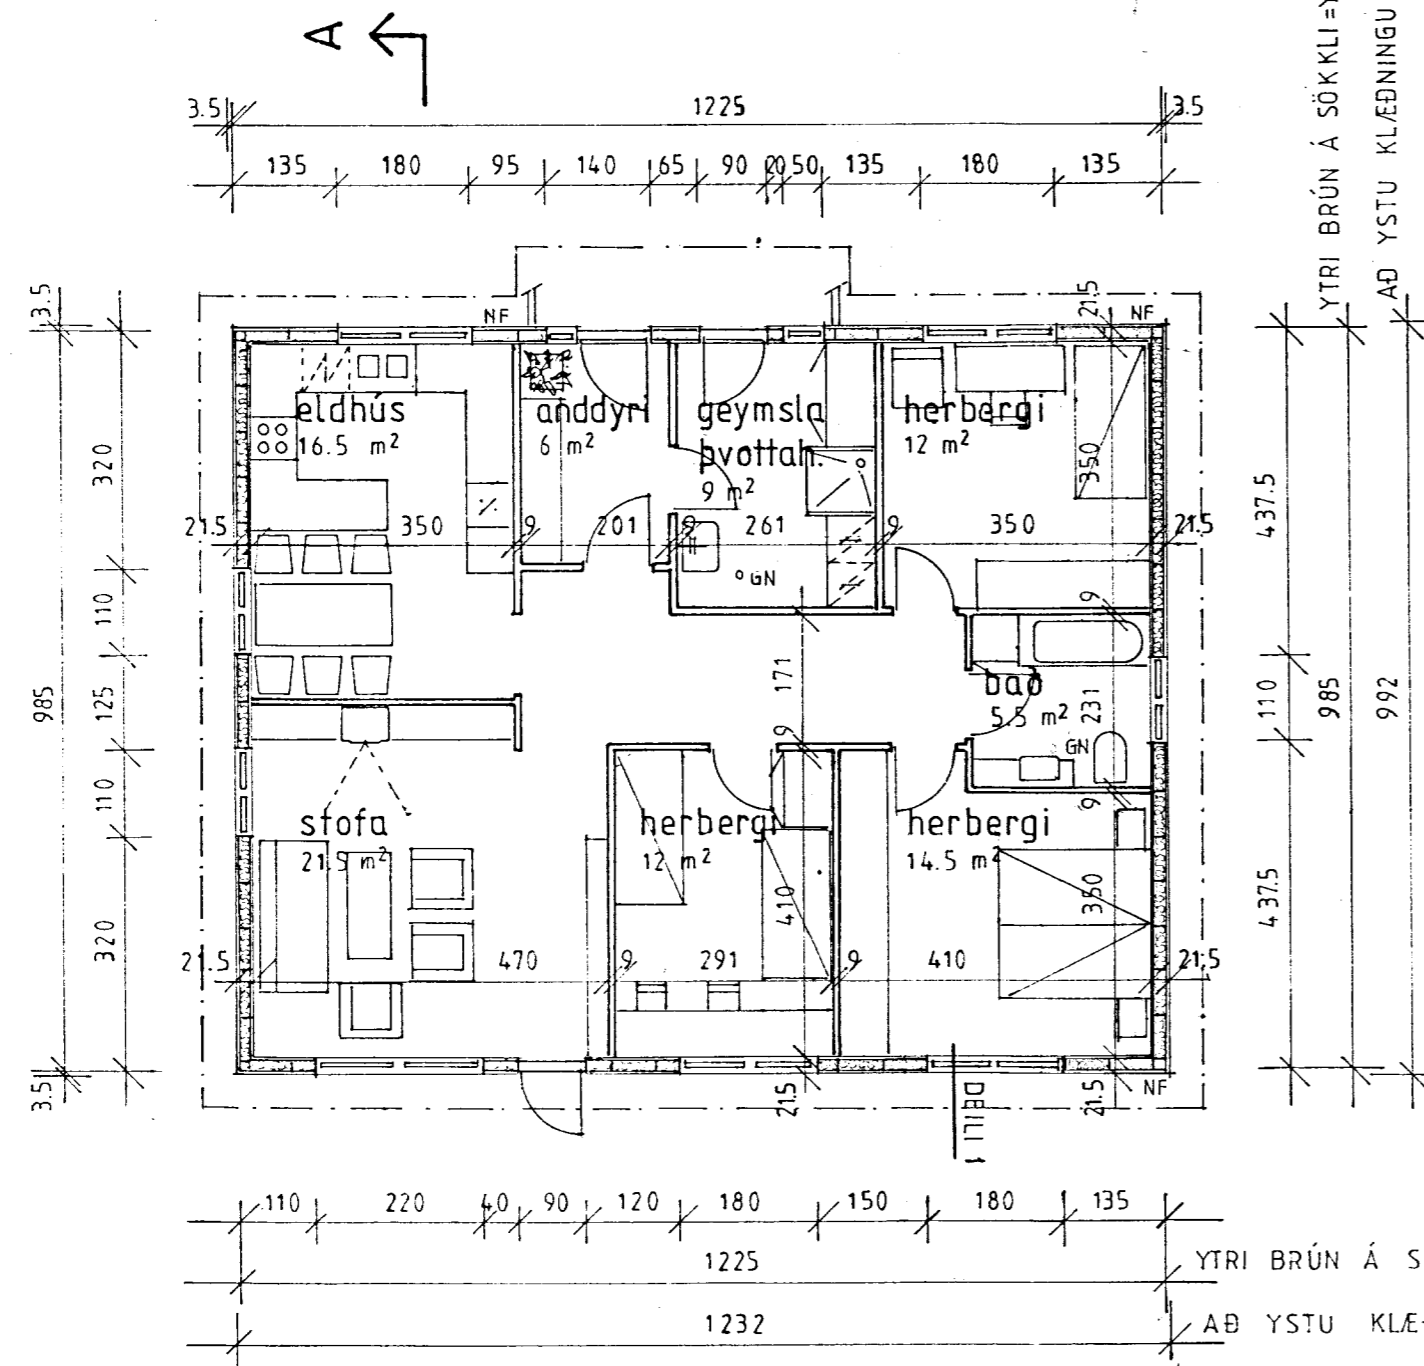 A
YTRI BRÚN Á SÖKKLI=
AÐ YSTU KLÆÐNINGU
3.5 1225 3.5
135 180 95 140 65 90 20 50 135 180 135
NF 21.5 NF
eldhús anddyri geymsla herbergi
16.5 m² 6 m² þvottah. 12 m²
9 m²
350
21.5 350 9 201 9 261 9 350 21.5
GN
9
171
bað
5.5 m² 231
GN
9
9
stofa herbergi herbergi
21.5 m² 12 m² 14.5 m²
410 350
21.5 470 9 291 9 410 21.5
21.5 21.5 NF
DEILI 1
3.5
320
110
125
110
320
985
3.5
437.5
110
437.5
985
992
110 220 40 90 120 180 150 180 135
1225 YTRI BRÚN Á S
1232 AÐ YSTU KLÆ